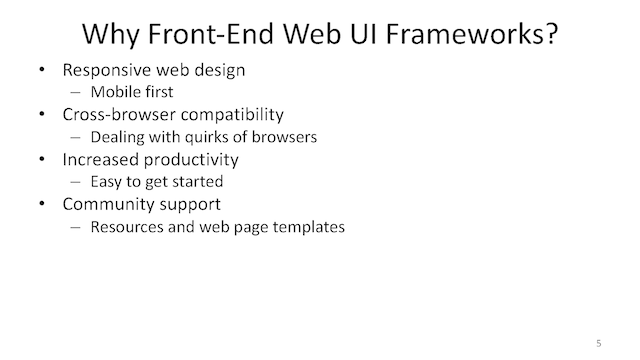 Why Front-End Web UI Frameworks?
• Responsive web design
– Mobile first
• Cross-browser compatibility
– Dealing with quirks of browsers
• Increased productivity
– Easy to get started
• Community support
– Resources and web page templates
5